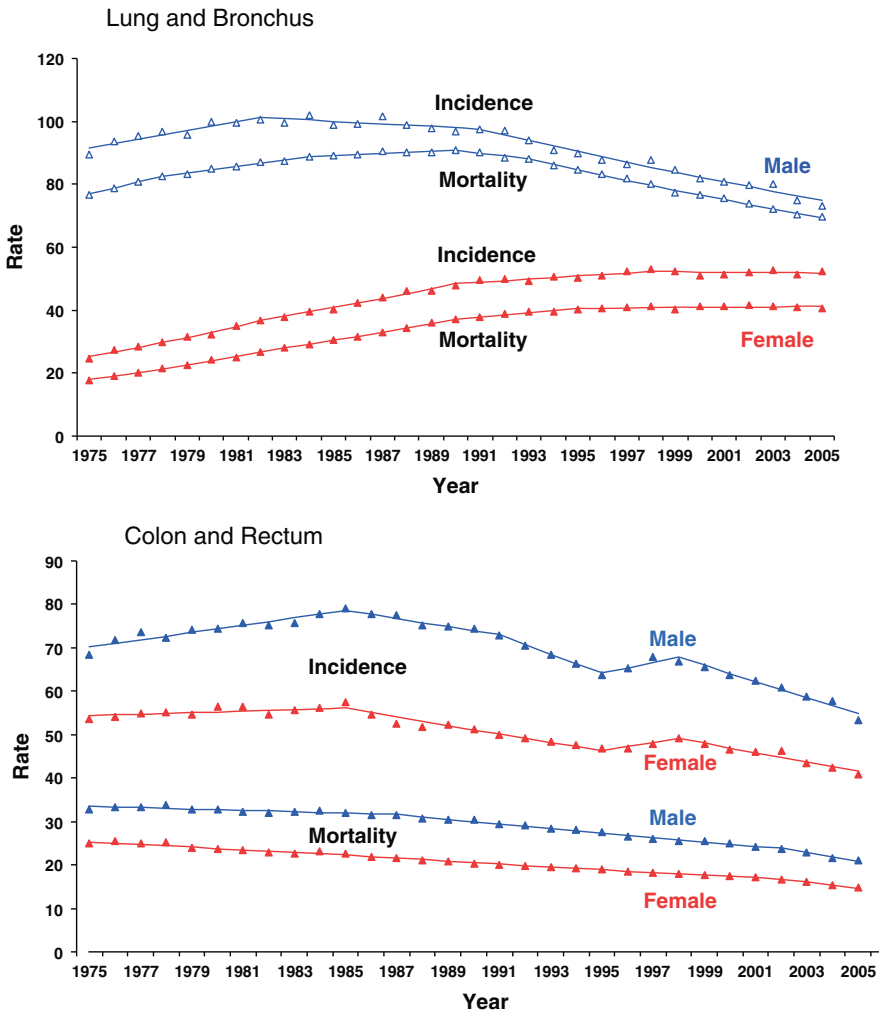 Lung and Bronchus
120
100
80
60
40
20
0
Rate
Incidence
Mortality
Male
Incidence
Mortality
Female
1975 1977 1979 1981 1983 1985 1987 1989 1991 1993 1995 1997 1999 2001 2003 2005
Year
Colon and Rectum
90
80
70
60
50
40
30
20
10
0
Rate
Male
Incidence
Female
Male
Mortality
Female
1975 1977 1979 1981 1983 1985 1987 1989 1991 1993 1995 1997 1999 2001 2003 2005
Year